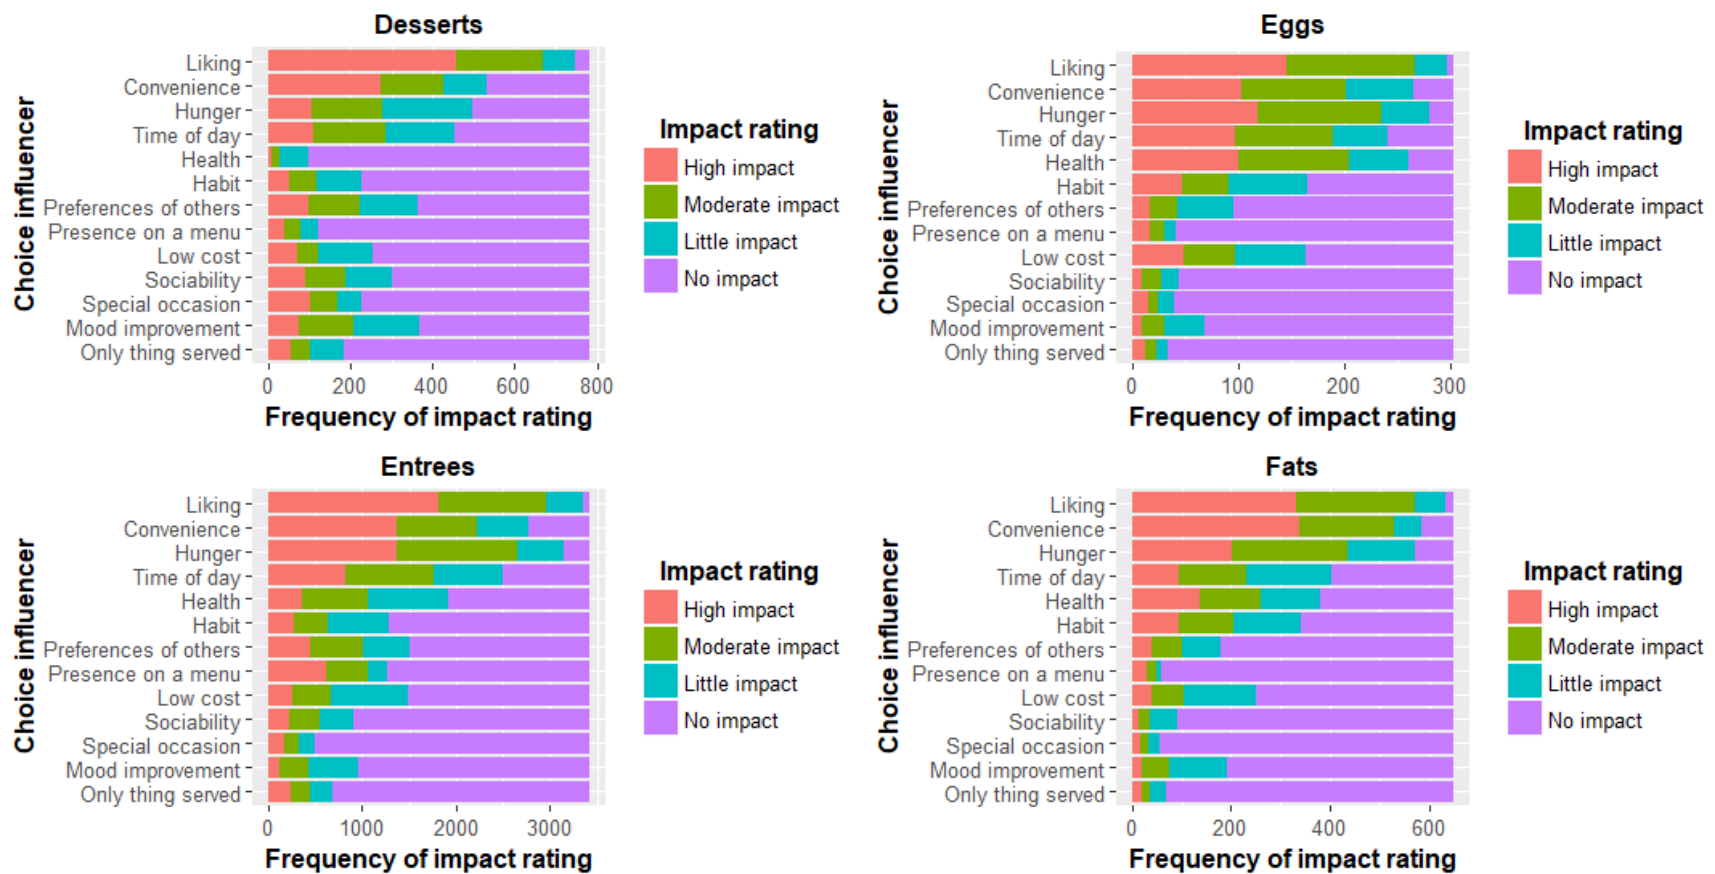 Desserts
Choice influencer
Liking
Convenience
Hunger
Time of day
Health
Habit
Preferences of others
Presence on a menu
Low cost
Sociability
Special occasion
Mood improvement
Only thing served
0 200 400 600 800
Frequency of impact rating
Impact rating
High impact
Moderate impact
Little impact
No impact
Eggs
Choice influencer
Liking
Convenience
Hunger
Time of day
Health
Habit
Preferences of others
Presence on a menu
Low cost
Sociability
Special occasion
Mood improvement
Only thing served
0 100 200 300
Frequency of impact rating
Impact rating
High impact
Moderate impact
Little impact
No impact
Entrees
Choice influencer
Liking
Convenience
Hunger
Time of day
Health
Habit
Preferences of others
Presence on a menu
Low cost
Sociability
Special occasion
Mood improvement
Only thing served
0 1000 2000 3000
Frequency of impact rating
Impact rating
High impact
Moderate impact
Little impact
No impact
Fats
Choice influencer
Liking
Convenience
Hunger
Time of day
Health
Habit
Preferences of others
Presence on a menu
Low cost
Sociability
Special occasion
Mood improvement
Only thing served
0 200 400 600
Frequency of impact rating
Impact rating
High impact
Moderate impact
Little impact
No impact